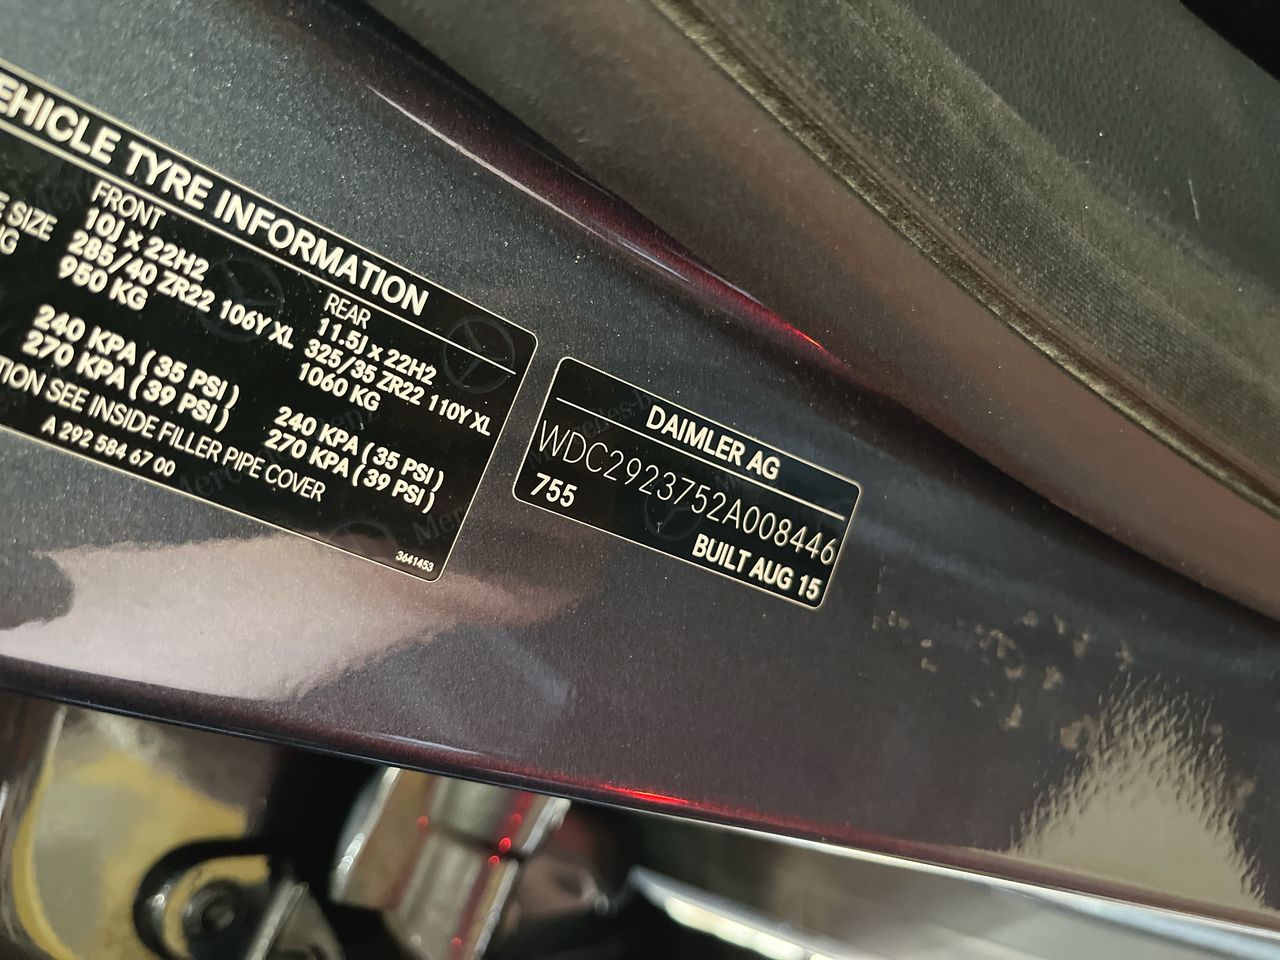 EHICLE TYRE INFORMATION
FRONT
REAR
E SIZE
10J x 22H2
11.5J x 22H2
285/40 ZR22 106Y XL
325/35 ZR22 110Y XL
950 KG
1060 KG
240 KPA ( 35 PSI )
240 KPA ( 35 PSI )
270 KPA ( 39 PSI )
270 KPA ( 39 PSI )
TION SEE INSIDE FILLER PIPE COVER
A 292 584 67 00
3641453
DAIMLER AG
WDC2923752A008446
755
BUILT AUG 15